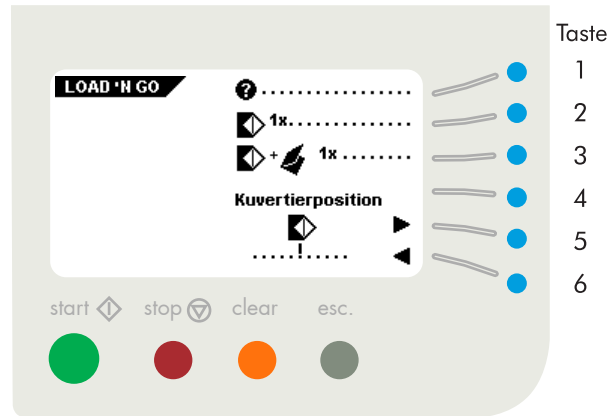 Taste
LOAD 'N GO
? .................. 1
1x.................. 2
+ 1x ......... 3
Kuvertierposition
4
5
.....!...... 6
start stop clear esc.